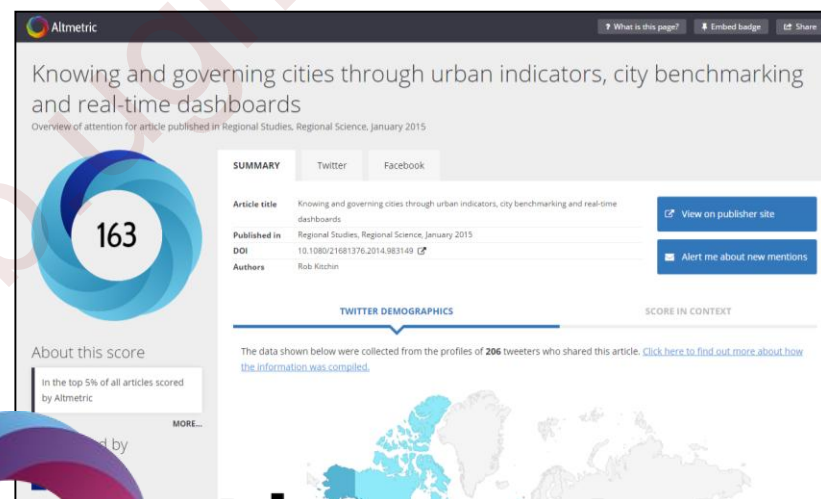 Altmetric
? What is this page?
Embed badge
Share
Knowing and governing cities through urban indicators, city benchmarking
and real-time dashboards
Overview of attention for article published in Regional Studies, Regional Science, January 2015
163
SUMMARY
Twitter
Facebook
Article title
Knowing and governing cities through urban indicators, city benchmarking and real-time
dashboards
Published in
Regional Studies, Regional Science, January 2015
DOI
10.1080/21681376.2014.983149
Authors
Rob Kitchin
View on publisher site
Alert me about new mentions
TWITTER DEMOGRAPHICS
SCORE IN CONTEXT
About this score
In the top 5% of all articles scored
by Altmetric
MORE...
by
The data shown below were collected from the profiles of 206 tweeters who shared this article. Click here to find out more about how
the information was compiled.